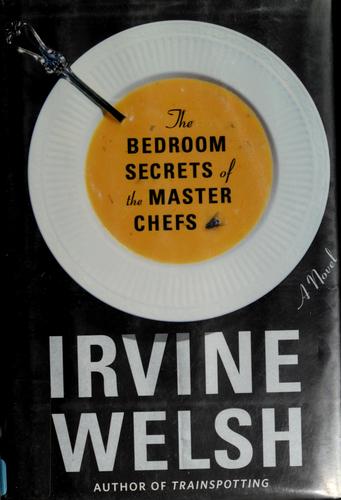 The
BEDROOM
SECRETS of
the MASTER
CHEFS
A Novel
IRVINE
WELSH
AUTHOR OF TRAINSPOTTING